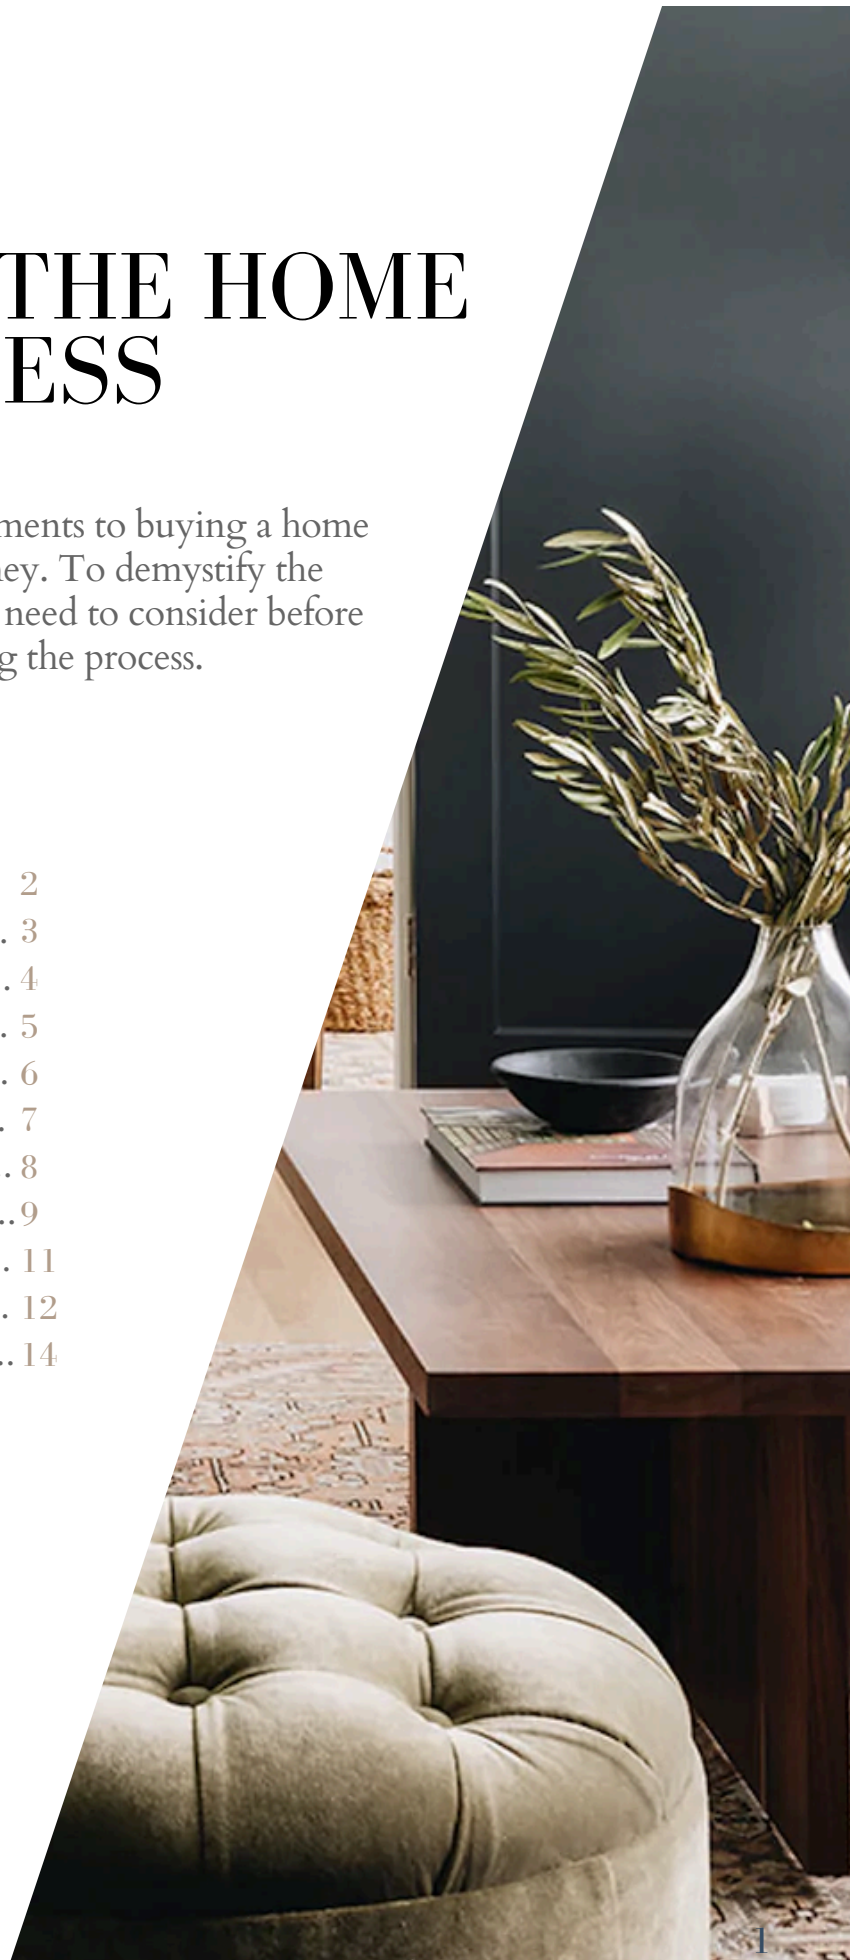 THE HOME
ESS
ments to buying a home
ey. To demystify the
need to consider before
g the process.
2
. 3
. 4
. 5
. 6
. 7
. 8
..9
. 11
. 12
..14
1